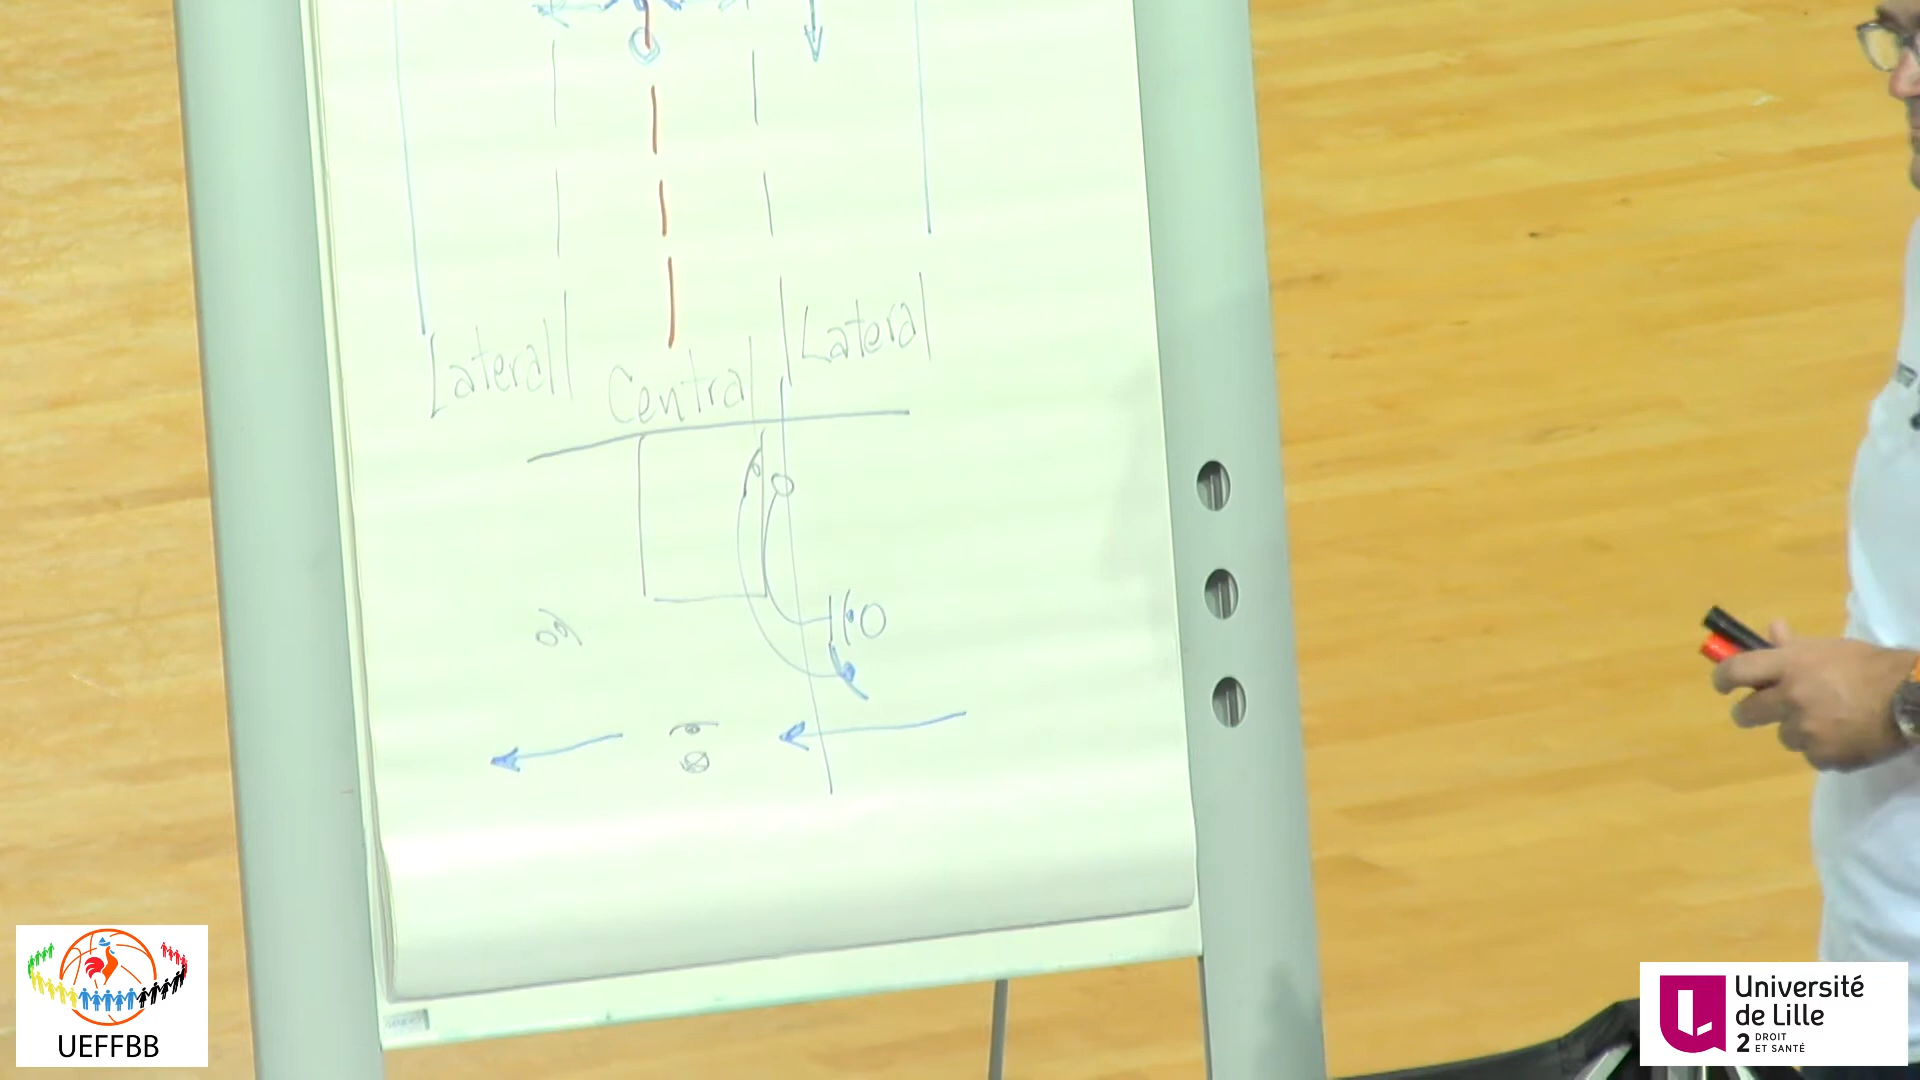 Lateral
Central
Lateral
UEFFBB
Université
de Lille
2 DROIT
ET SANTÉ